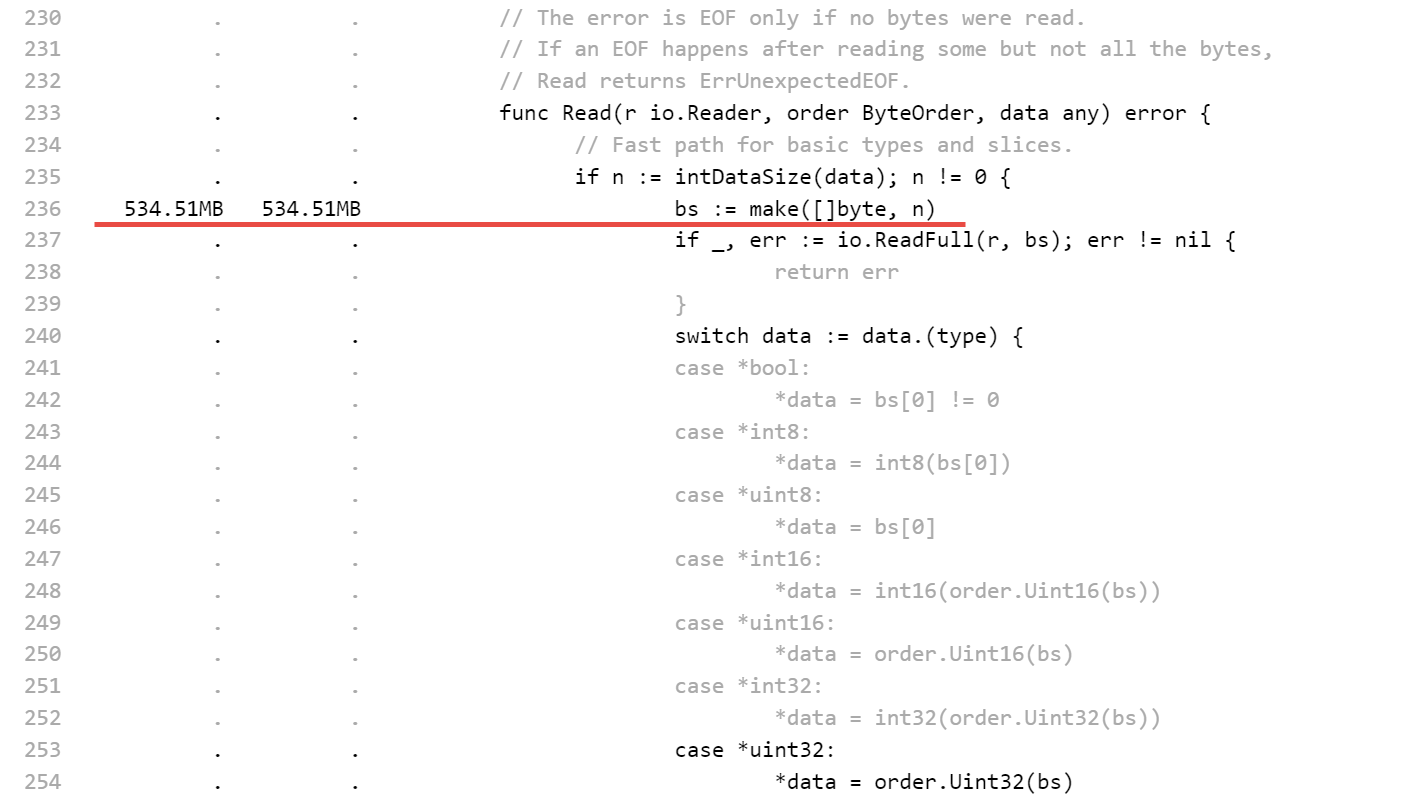 230 . . // The error is EOF only if no bytes were read.
231 . . // If an EOF happens after reading some but not all the bytes,
232 . . // Read returns ErrUnexpectedEOF.
233 . . func Read(r io.Reader, order ByteOrder, data any) error {
234 . . // Fast path for basic types and slices.
235 . . if n := intDataSize(data); n != 0 {
236 534.51MB 534.51MB bs := make([]byte, n)
237 . . if _, err := io.ReadFull(r, bs); err != nil {
238 . . return err
239 . . }
240 . . switch data := data.(type) {
241 . . case *bool:
242 . . *data = bs[0] != 0
243 . . case *int8:
244 . . *data = int8(bs[0])
245 . . case *uint8:
246 . . *data = bs[0]
247 . . case *int16:
248 . . *data = int16(order.Uint16(bs))
249 . . case *uint16:
250 . . *data = order.Uint16(bs)
251 . . case *int32:
252 . . *data = int32(order.Uint32(bs))
253 . . case *uint32:
254 . . *data = order.Uint32(bs)